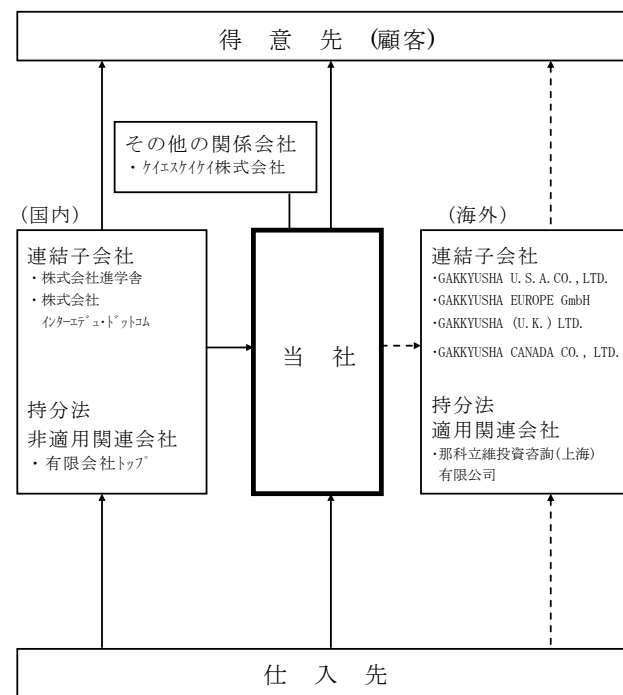 得 意 先 (顧客)
その他の関係会社
・ｹｲｴｽｹｲｹｲ株式会社
(国内)
連結子会社
・株式会社進学舎
・株式会社
ｲﾝﾀｰｴﾃﾞｭ・ﾄﾞｯﾄｺﾑ
持分法
非適用関連会社
・有限会社ﾄｯﾌﾟ
当 社
(海外)
連結子会社
・GAKKYUSHA U.S.A.CO.,LTD.
・GAKKYUSHA EUROPE GmbH
・GAKKYUSHA (U.K.) LTD.
・GAKKYUSHA CANADA CO., LTD.
持分法
適用関連会社
・那科立維投資咨詢(上海)
有限公司
仕 入 先